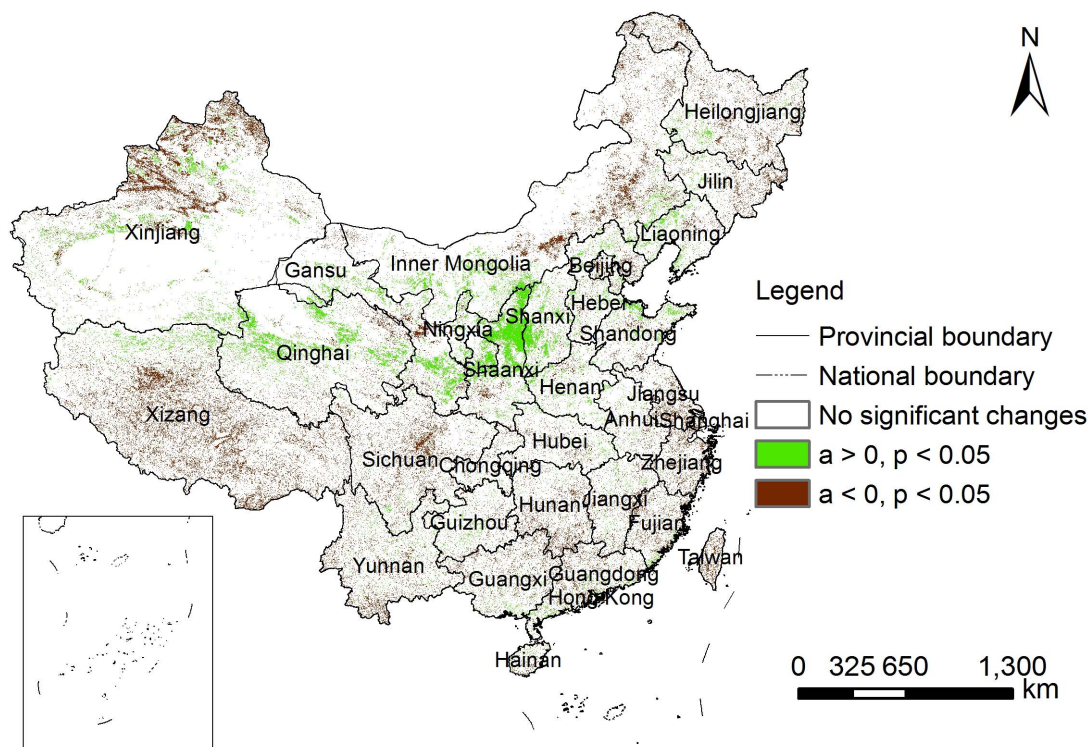 N
Heilongjiang
Jilin
Xinjiang
Liaoning
Gansu
Inner Mongolia
Beijing
Legend
Hebei
Shanxi
Ningxia
Shandong
Provincial boundary
Qinghai
Shaanxi
National boundary
Henan
Jiangsu
Xizang
No significant changes
Anhui
Shanghai
Hubei
a > 0, p < 0.05
Sichuan
Chongqing
Zhejiang
a < 0, p < 0.05
Hunan
Jiangxi
Guizhou
Fujian
Taiwan
Yunnan
Guangxi
Guangdong
Hong Kong
Hainan
0 325 650 1,300
km